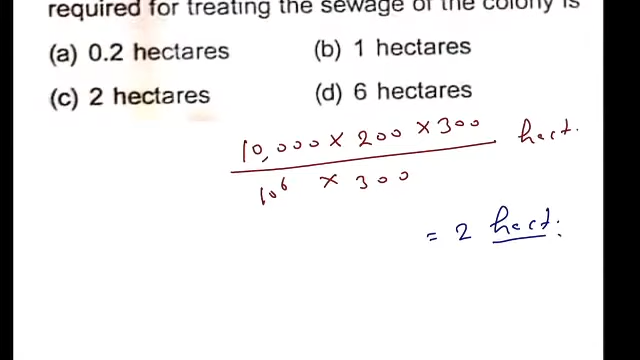 required for treating the sewage of the colony is
(a) 0.2 hectares (b) 1 hectares
(c) 2 hectares (d) 6 hectares
10,000 × 200 × 300 hect.
10⁶ × 300
= 2 hect.